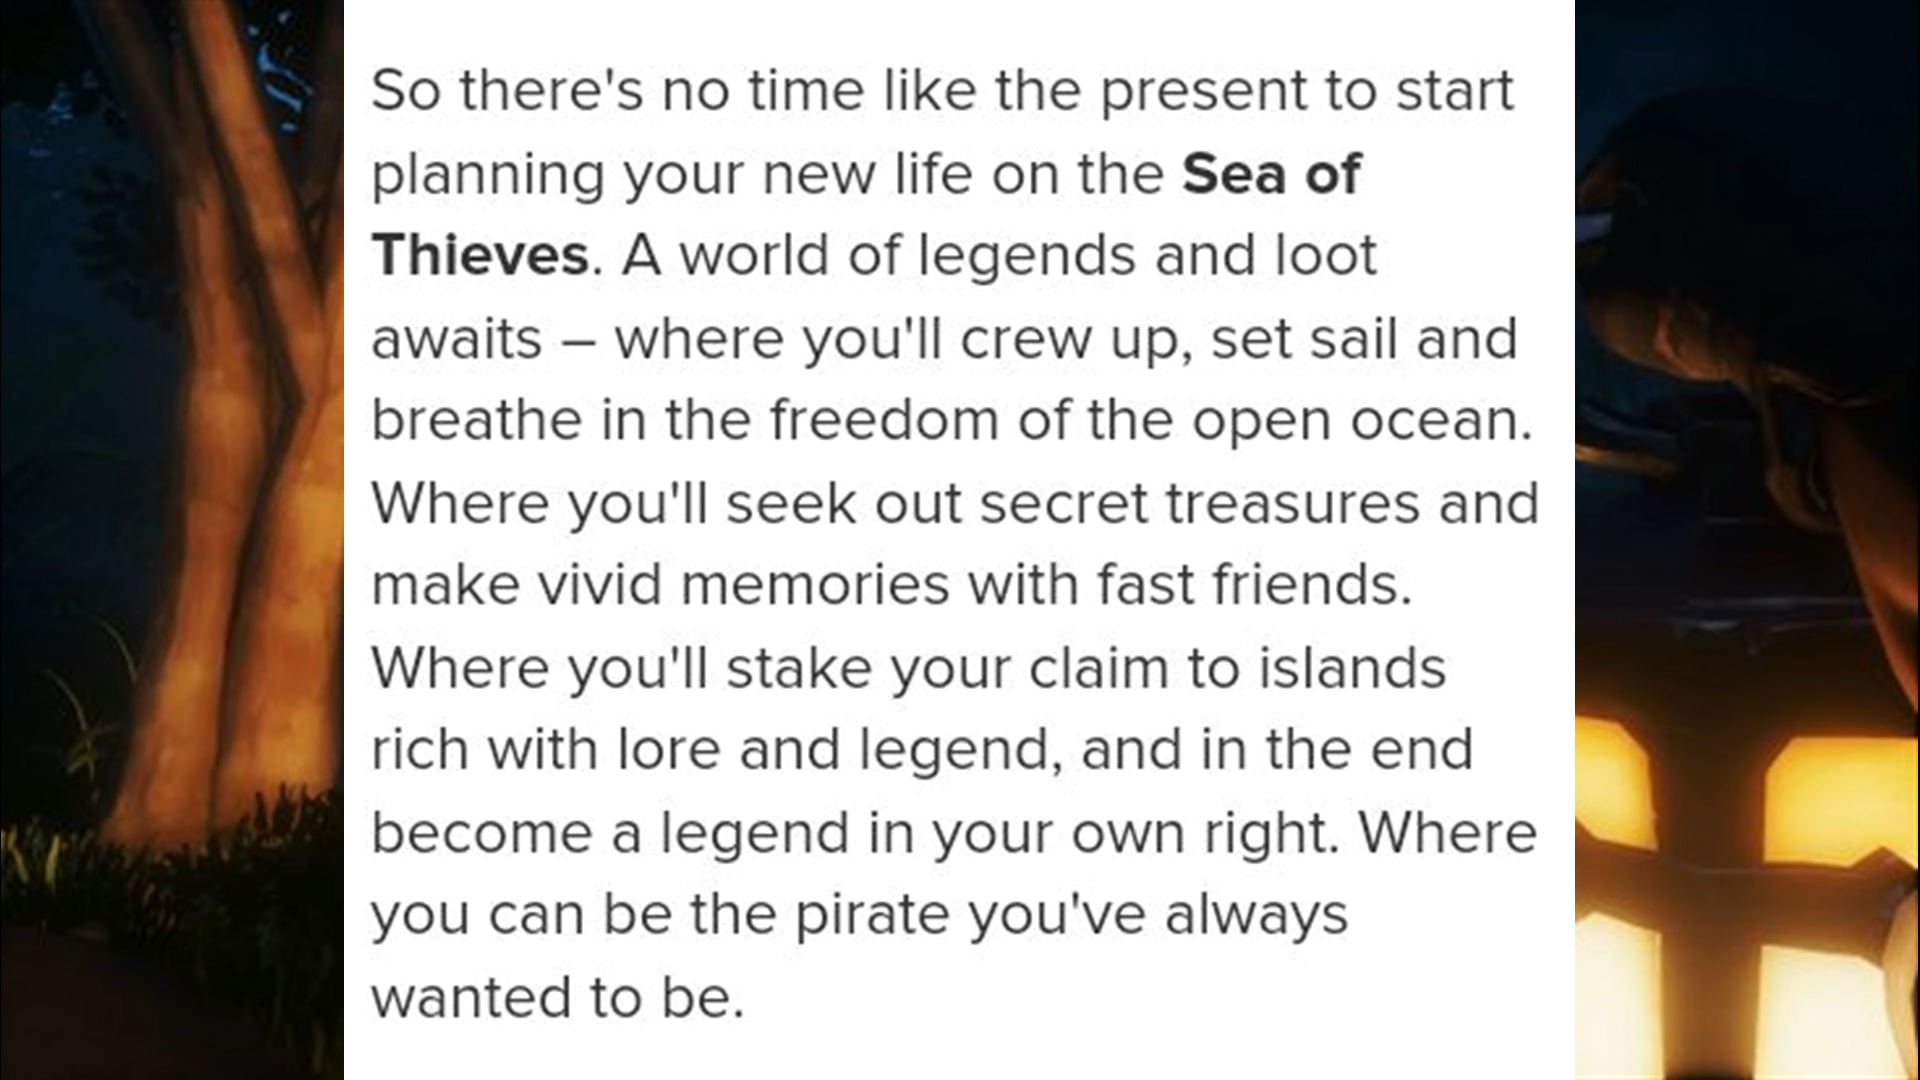 So there's no time like the present to start
planning your new life on the Sea of
Thieves. A world of legends and loot
awaits – where you'll crew up, set sail and
breathe in the freedom of the open ocean.
Where you'll seek out secret treasures and
make vivid memories with fast friends.
Where you'll stake your claim to islands
rich with lore and legend, and in the end
become a legend in your own right. Where
you can be the pirate you've always
wanted to be.